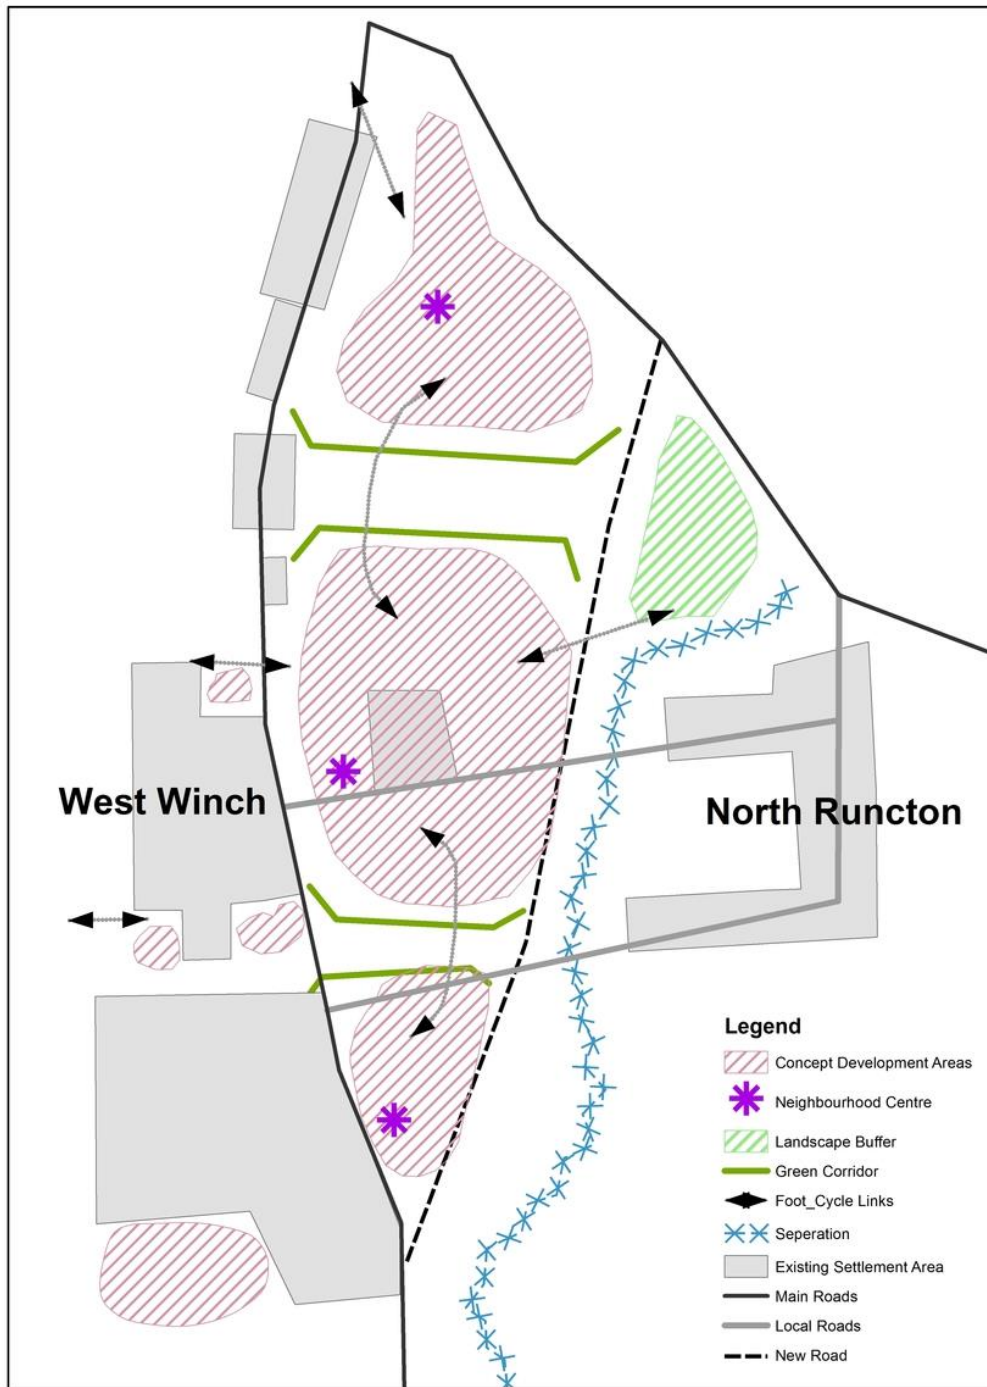 West Winch
North Runcton
Legend
Concept Development Areas
Neighbourhood Centre
Landscape Buffer
Green Corridor
Foot_Cycle Links
Seperation
Existing Settlement Area
Main Roads
Local Roads
New Road